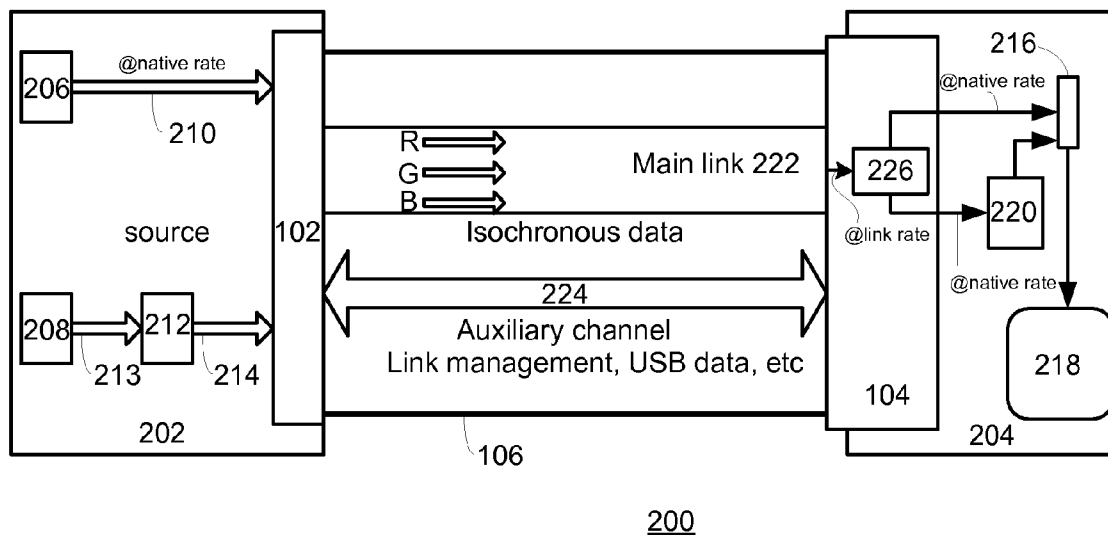 206
@native rate
210
source
102
208
212
213
214
202
R
G
B
Main link 222
Isochronous data
224
Auxiliary channel
Link management, USB data, etc
106
104
226
@link rate
@native rate
216
220
@native rate
218
204
200